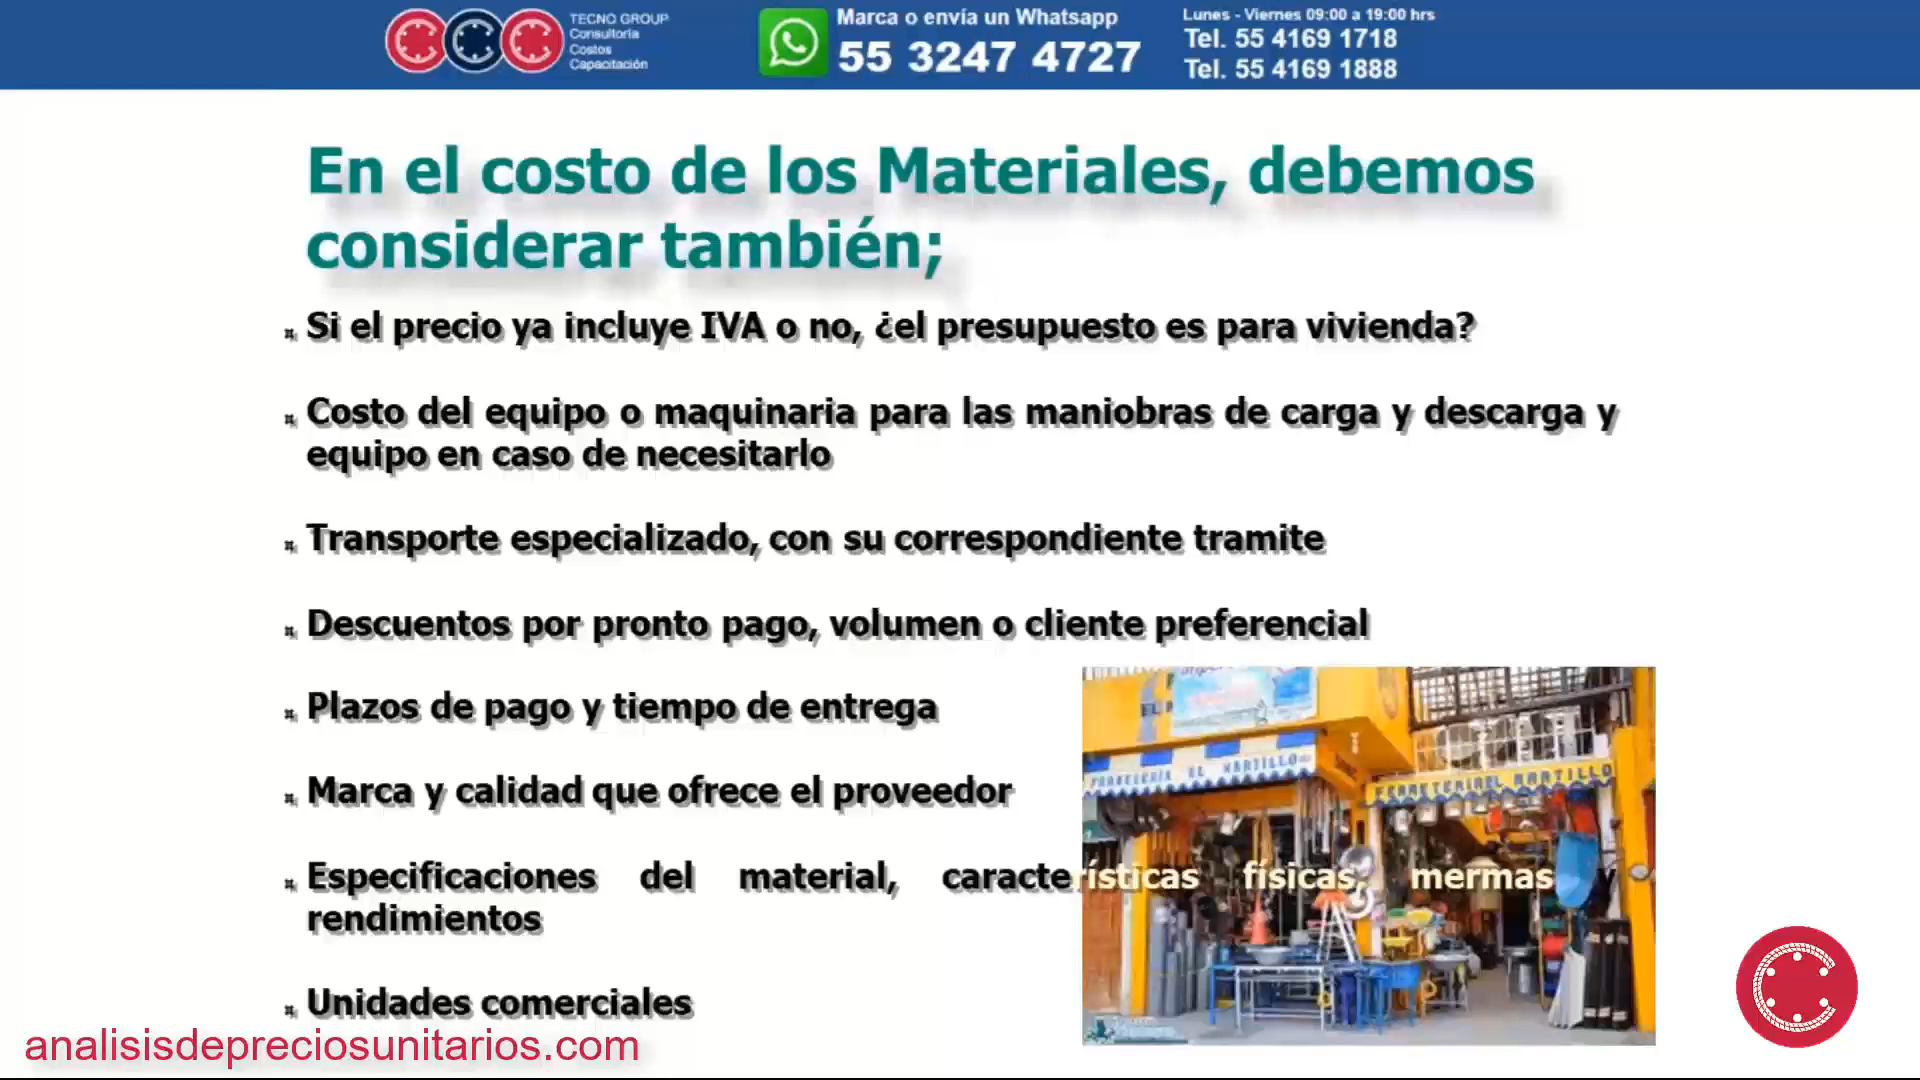 TECNO GROUP
Consultoría
Costos
Capacitación
Marca o envía un Whatsapp
55 3247 4727
Lunes - Viernes 09:00 a 19:00 hrs
Tel. 55 4169 1718
Tel. 55 4169 1888
En el costo de los Materiales, debemos
considerar también;
Si el precio ya incluye IVA o no, ¿el presupuesto es para vivienda?
Costo del equipo o maquinaria para las maniobras de carga y descarga y
equipo en caso de necesitarlo
Transporte especializado, con su correspondiente tramite
Descuentos por pronto pago, volumen o cliente preferencial
Plazos de pago y tiempo de entrega
Marca y calidad que ofrece el proveedor
Especificaciones del material, características físicas, mermas y
rendimientos
Unidades comerciales
FERRETERIA EL MARTILLO
analisisdepreciosunitarios.com